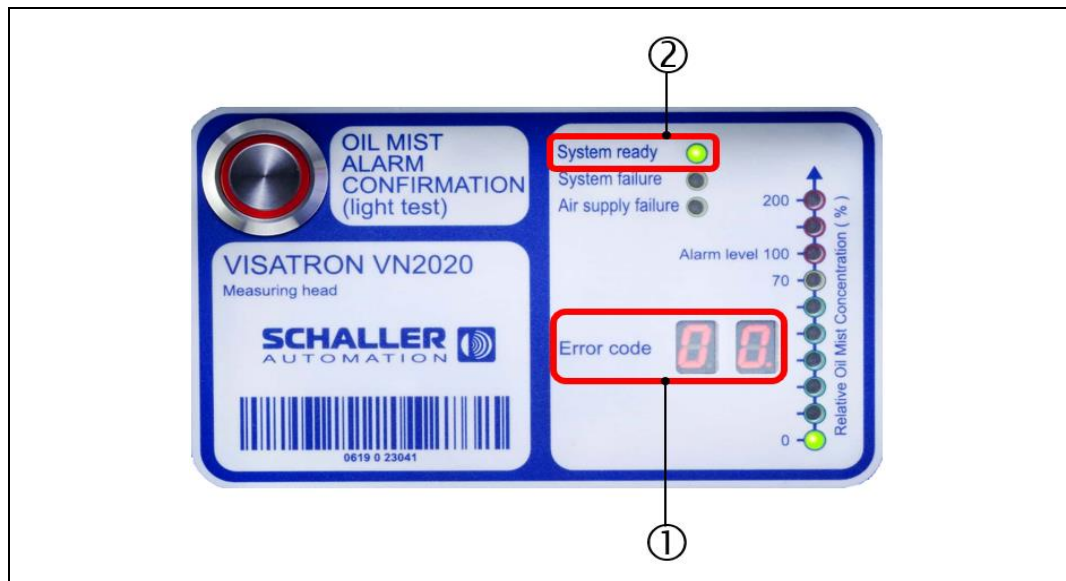 ②
OIL MIST
ALARM
CONFIRMATION
(light test)
System ready
System failure
Air supply failure
200
Alarm level 100
70
0
Relative Oil Mist Concentration ( % )
VISATRON VN2020
Measuring head
SCHALLER
AUTOMATION
0619 0 23041
Error code 0 0
①